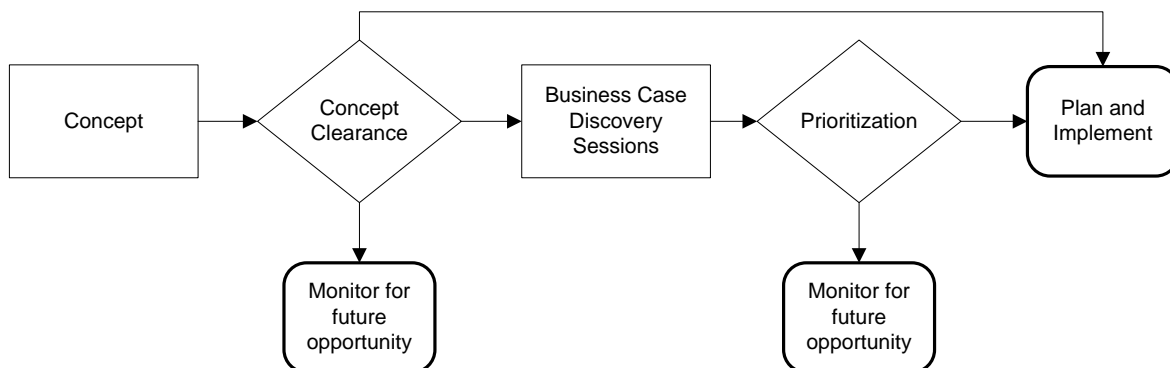 Concept
Concept
Clearance
Business Case
Discovery
Sessions
Prioritization
Plan and
Implement
Monitor for
future
opportunity
Monitor for
future
opportunity